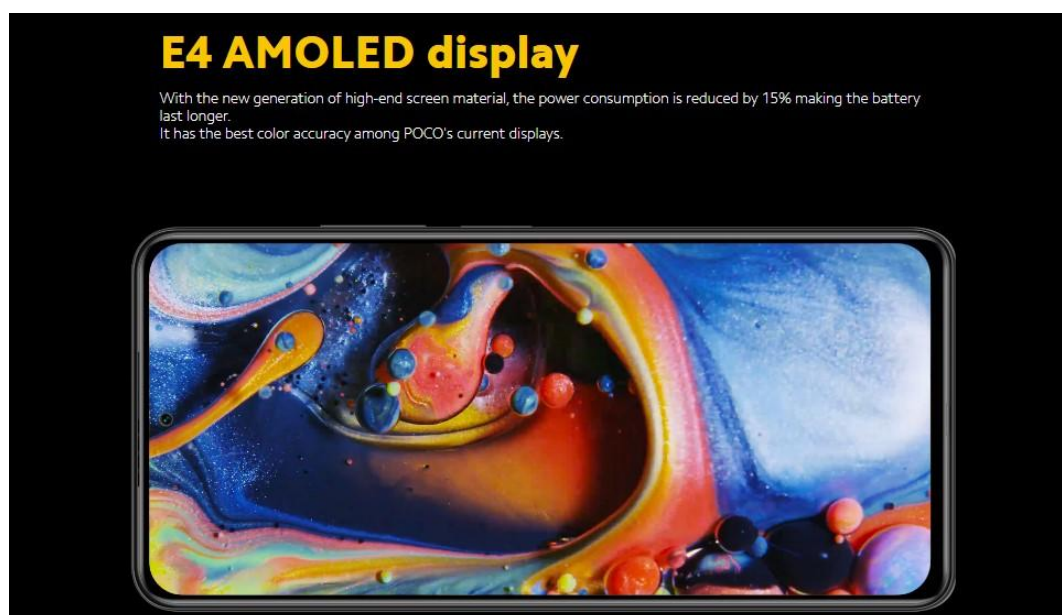 E4 AMOLED display
With the new generation of high-end screen material, the power consumption is reduced by 15% making the battery
last longer.
It has the best color accuracy among POCO's current displays.